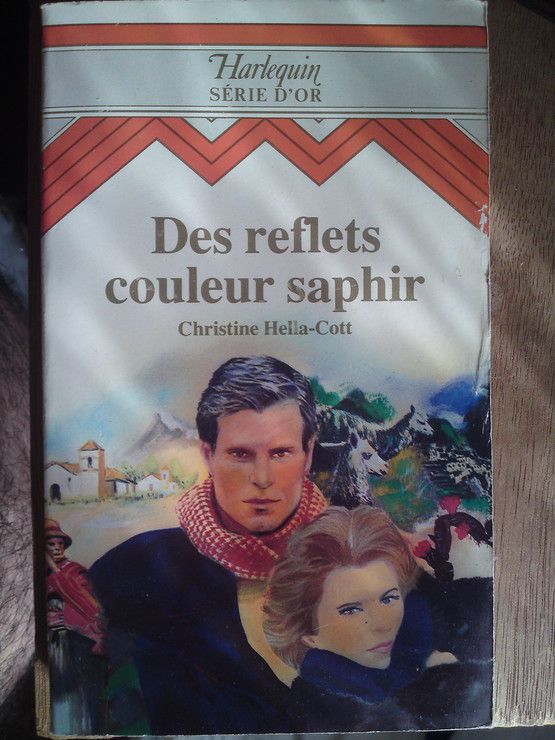 Harlequin
SÉRIE D'OR
Des reflets
couleur saphir
Christine Hella-Cott